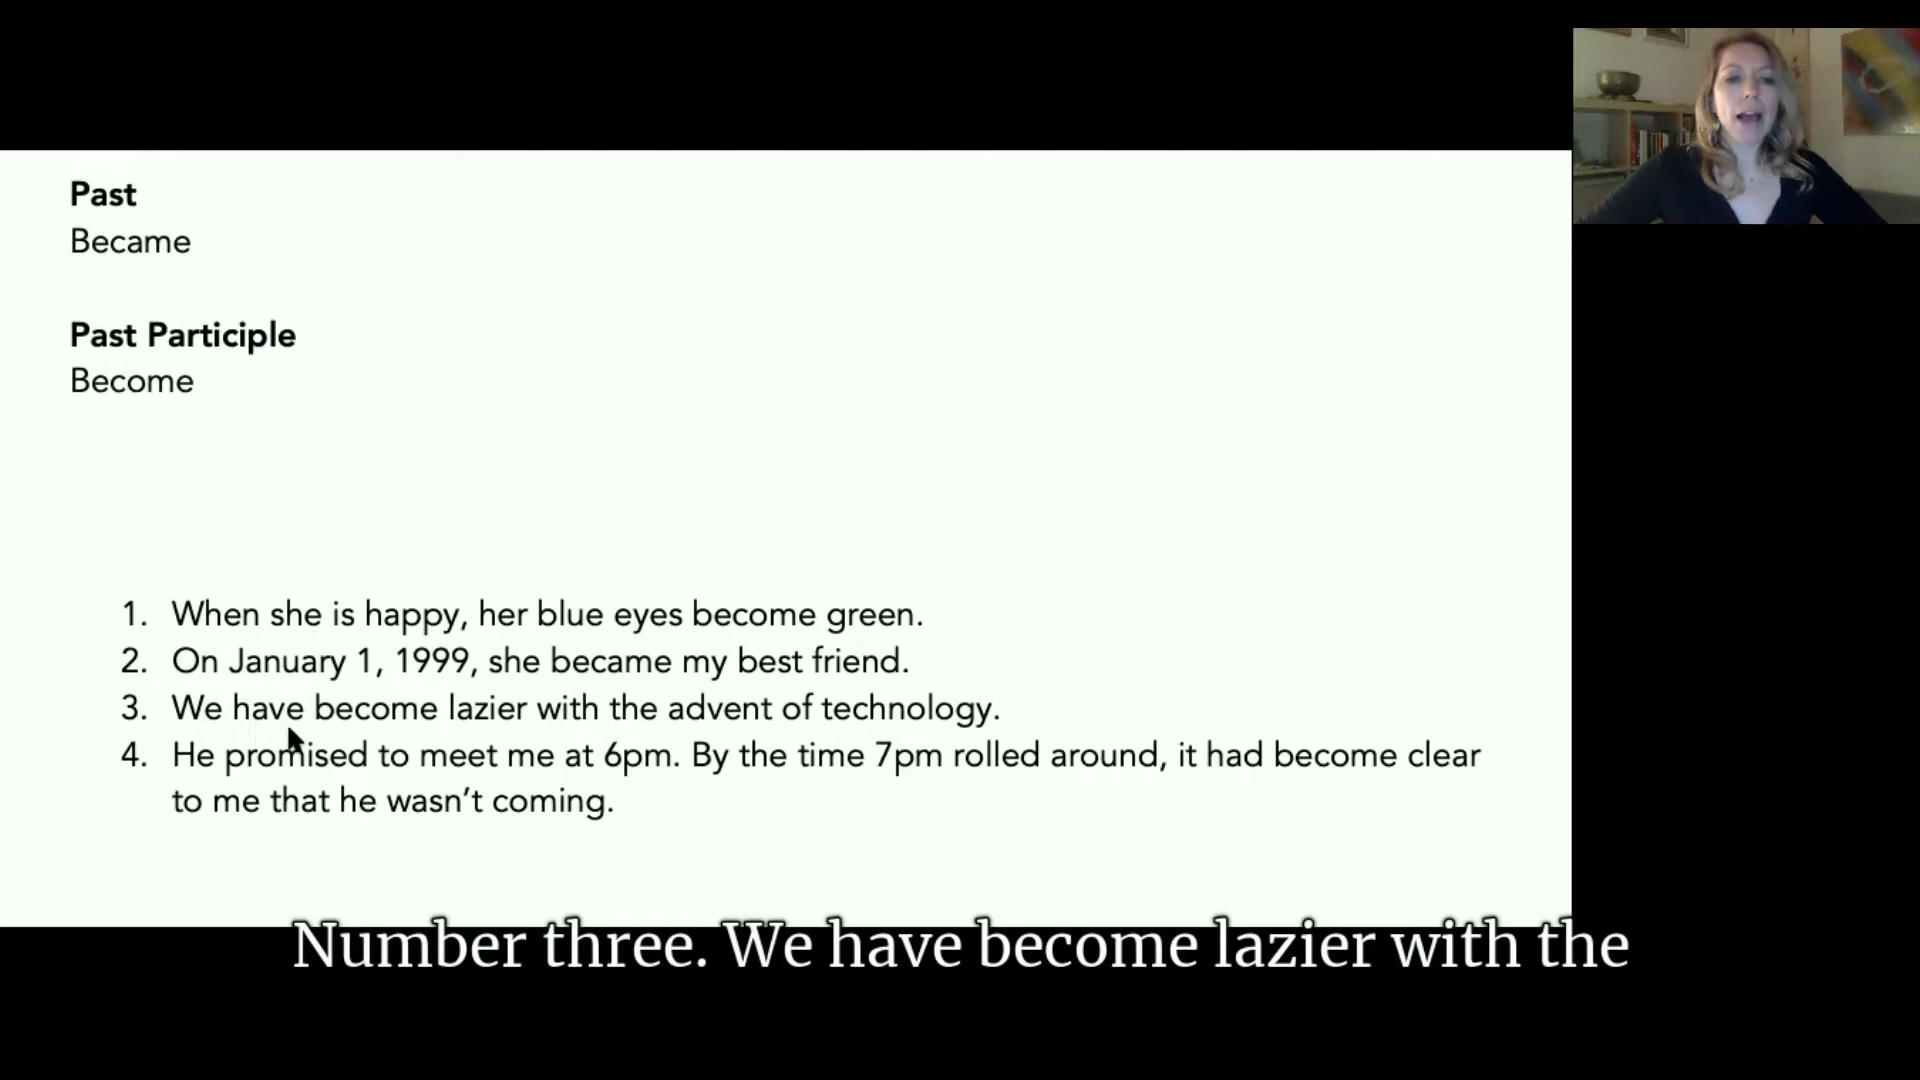 Past
Became
Past Participle
Become
1. When she is happy, her blue eyes become green.
2. On January 1, 1999, she became my best friend.
3. We have become lazier with the advent of technology.
4. He promised to meet me at 6pm. By the time 7pm rolled around, it had become clear
to me that he wasn’t coming.
Number three. We have become lazier with the